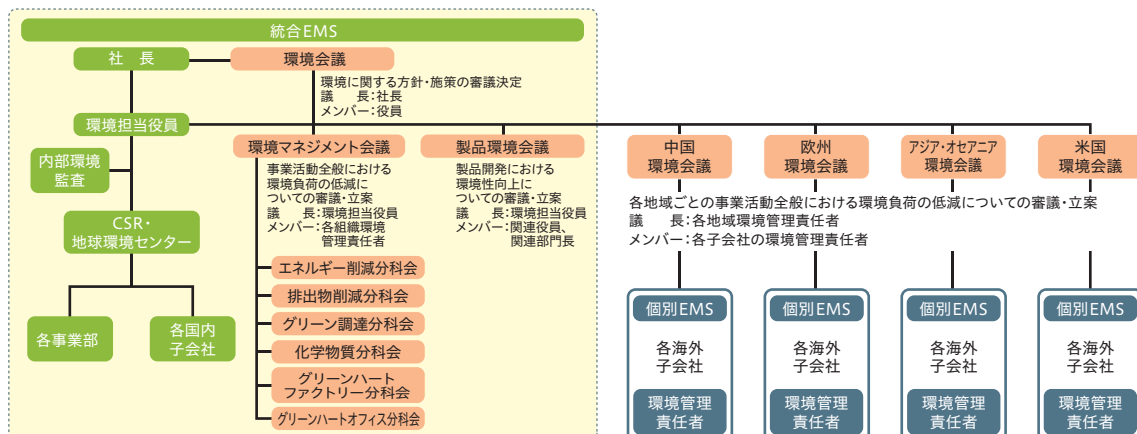 統合EMS
社　長
環境会議
環境に関する方針・施策の審議決定
議　　長：社長
メンバー：役員
環境担当役員
内部環境
監査
CSR・
地球環境センター
各事業部
各国内
子会社
環境マネジメント会議
事業活動全般における
環境負荷の低減に
ついての審議・立案
議　　長：環境担当役員
メンバー：各組織環境
管理責任者
エネルギー削減分科会
排出物削減分科会
グリーン調達分科会
化学物質分科会
グリーンハート
ファクトリー分科会
グリーンハートオフィス分科会
製品環境会議
製品開発における
環境性向上に
ついての審議・立案
議　　長：環境担当役員
メンバー：関連役員、
関連部門長
中国
環境会議
欧州
環境会議
アジア・オセアニア
環境会議
米国
環境会議
各地域ごとの事業活動全般における環境負荷の低減についての審議・立案
議　　長：各地域環境管理責任者
メンバー：各子会社の環境管理責任者
個別EMS
各海外
子会社
環境管理
責任者
個別EMS
各海外
子会社
環境管理
責任者
個別EMS
各海外
子会社
環境管理
責任者
個別EMS
各海外
子会社
環境管理
責任者